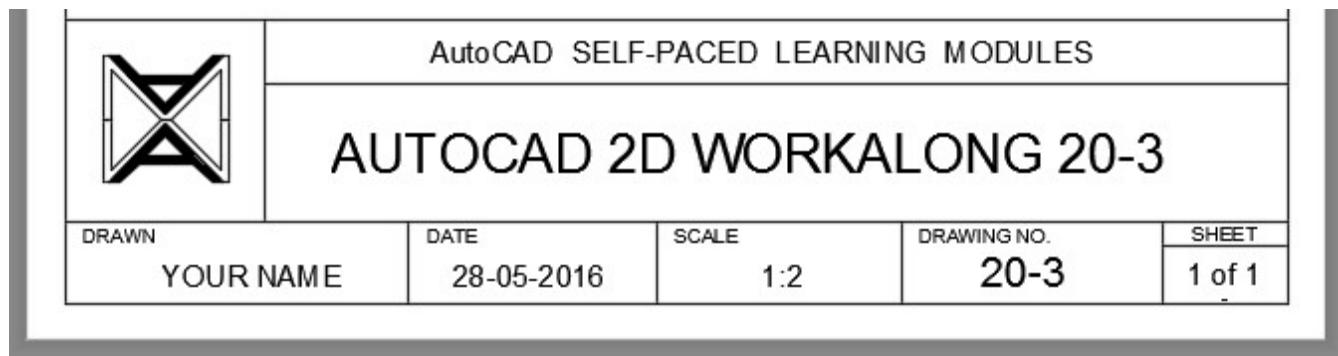 AutoCAD SELF-PACED LEARNING MODULES
AUTOCAD 2D WORKALONG 20-3
DRAWN DATE SCALE DRAWING NO. SHEET
YOUR NAME 28-05-2016 1:2 20-3 1 of 1